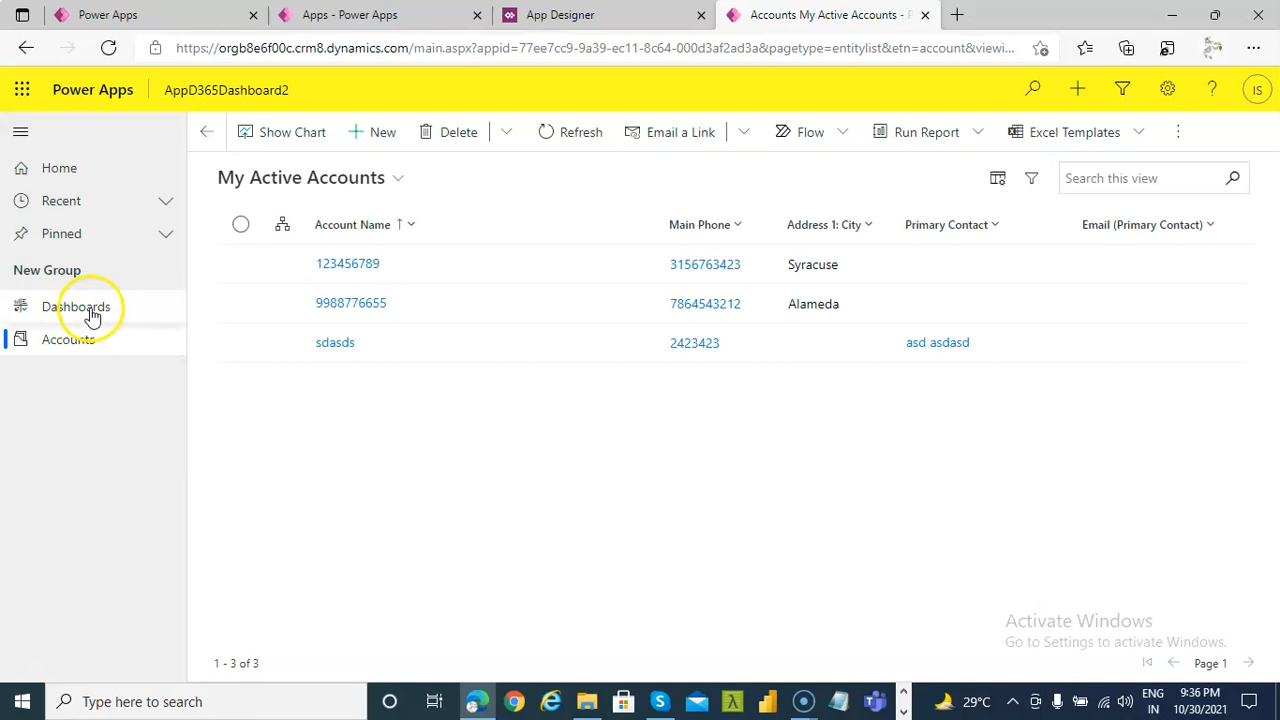 Power Apps
Apps - Power Apps
App Designer
Accounts My Active Accounts - 
https://orgb8e6f00c.crm8.dynamics.com/main.aspx?appid=77ee7cc9-9a39-ec11-8c64-000d3af2ad3a&pagetype=entitylist&etn=account&viewi...
Power Apps
AppD365Dashboard2
IS
Show Chart
New
Delete
Refresh
Email a Link
Flow
Run Report
Excel Templates
Home
Recent
Pinned
New Group
Dashboards
Accounts
My Active Accounts
Search this view
Account Name
Main Phone
Address 1: City
Primary Contact
Email (Primary Contact)
123456789 3156763423 Syracuse
9988776655 7864543212 Alameda
sdasds 2423423 asd asdasd
Activate Windows
Go to Settings to activate Windows.
1 - 3 of 3
Page 1
Type here to search
29°C
ENG
IN
9:36 PM
10/30/2021